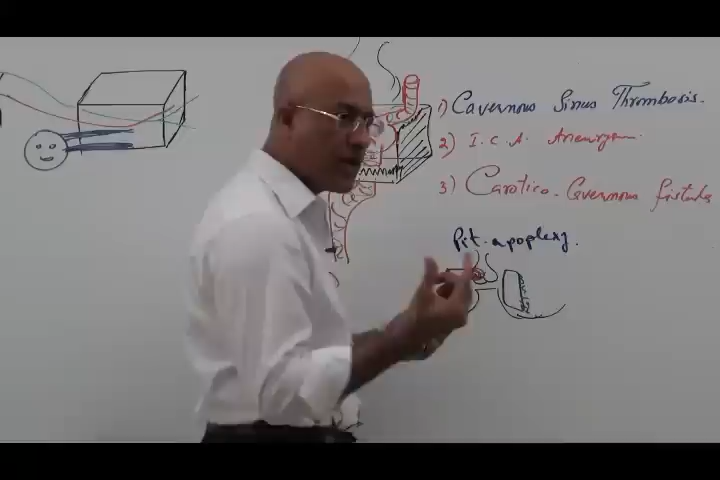 1) Cavernous Sinus Thrombosis.
2) I.C.A. Aneurysm.
3) Carotico-Cavernous fistula
Pit. apoplexy.